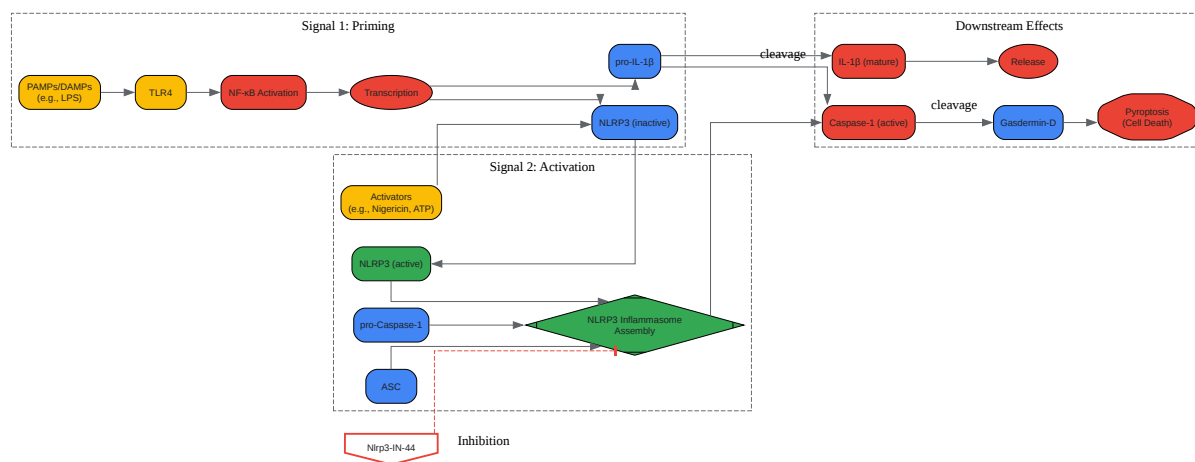 Signal 1: Priming
PAMPs/DAMPs
(e.g., LPS)
TLR4
NF-κB Activation
Transcription
pro-IL-1β
NLRP3 (inactive)
Downstream Effects
cleavage
IL-1β (mature)
Release
Caspase-1 (active)
cleavage
Gasdermin-D
Pyroptosis
(Cell Death)
Signal 2: Activation
Activators
(e.g., Nigericin, ATP)
NLRP3 (active)
pro-Caspase-1
NLRP3 Inflammasome
Assembly
ASC
Nlrp3-IN-44
Inhibition